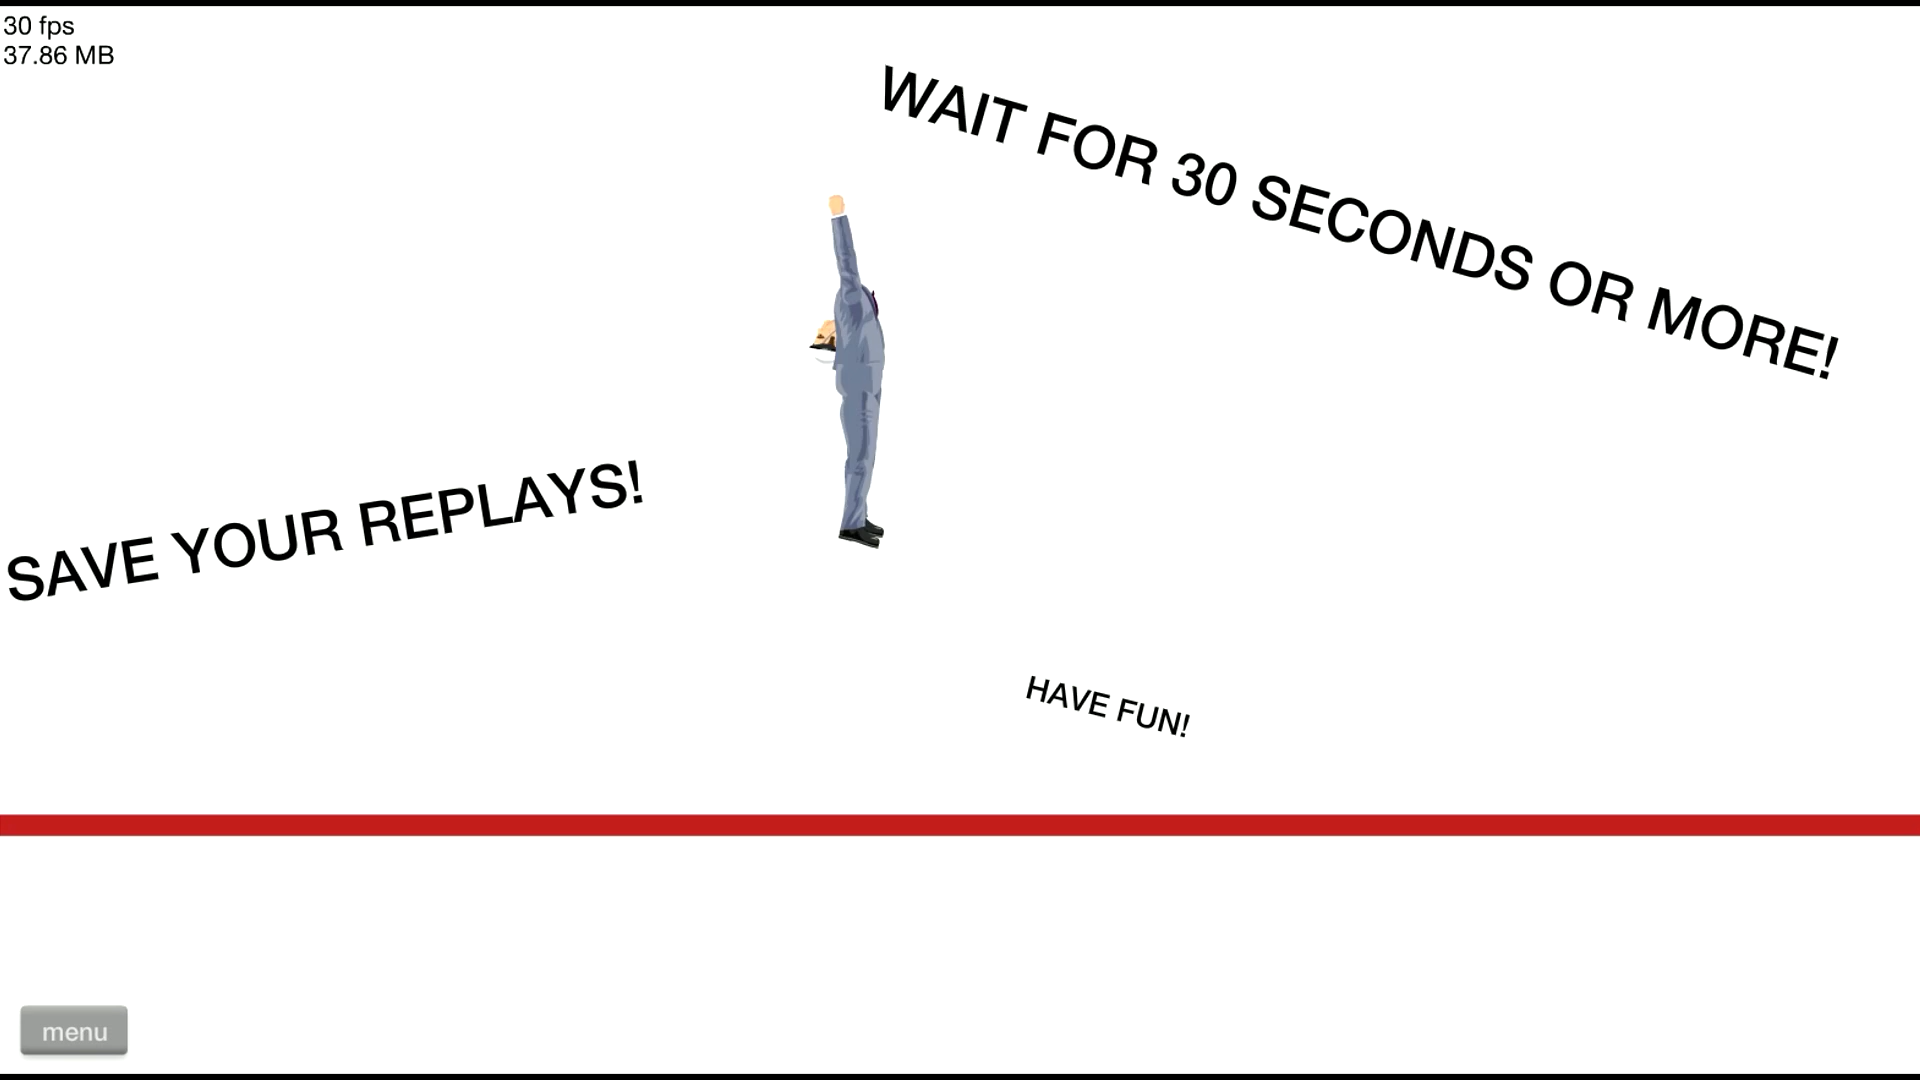 30 fps
37.86 MB
WAIT FOR 30 SECONDS OR MORE!
SAVE YOUR REPLAYS!
HAVE FUN!
menu